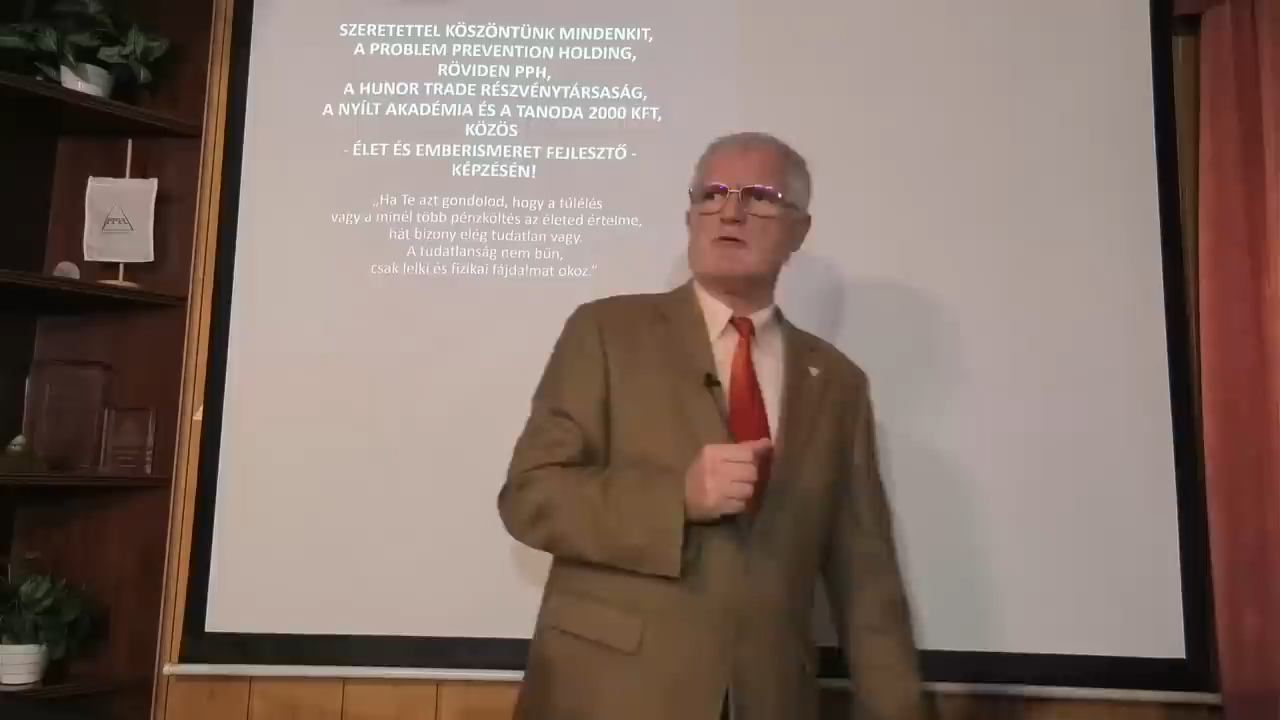 SZERETETTEL KÖSZÖNTÜNK MINDENKIT,
A PROBLEM PREVENTION HOLDING,
RÖVIDEN PPH,
A HUNOR TRADE RÉSZVÉNYTÁRSASÁG,
A NYÍLT AKADÉMIA ÉS A TANODA 2000 KFT,
KÖZÖS
- ÉLET ÉS EMBERISMERET FEJLESZTŐ -
KÉPZÉSÉN!
„Ha Te azt gondolod, hogy a túlélés
vagy a minél több pénzköltés az életed értelme,
hát bizony elég tudatlan vagy.
A tudatlanság nem bűn,
csak lelki és fizikai fájdalmat okoz."